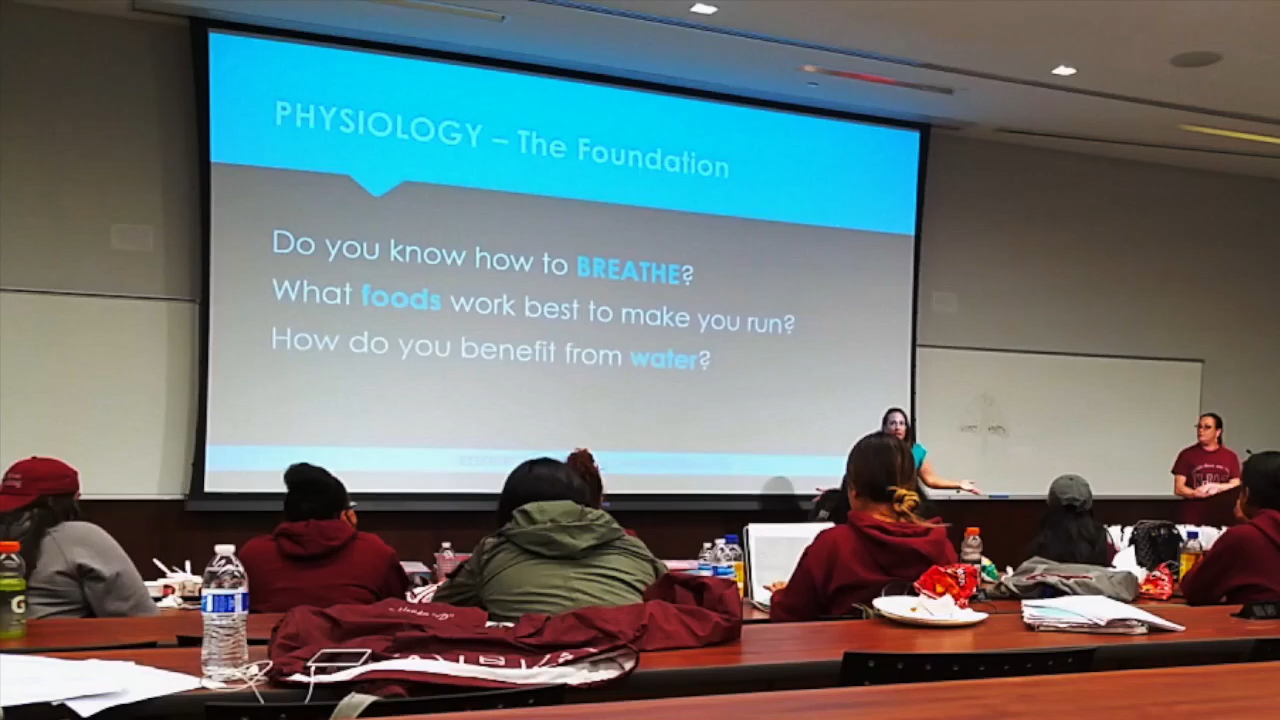 PHYSIOLOGY – The Foundation
Do you know how to BREATHE?
What foods work best to make you run?
How do you benefit from water?
G